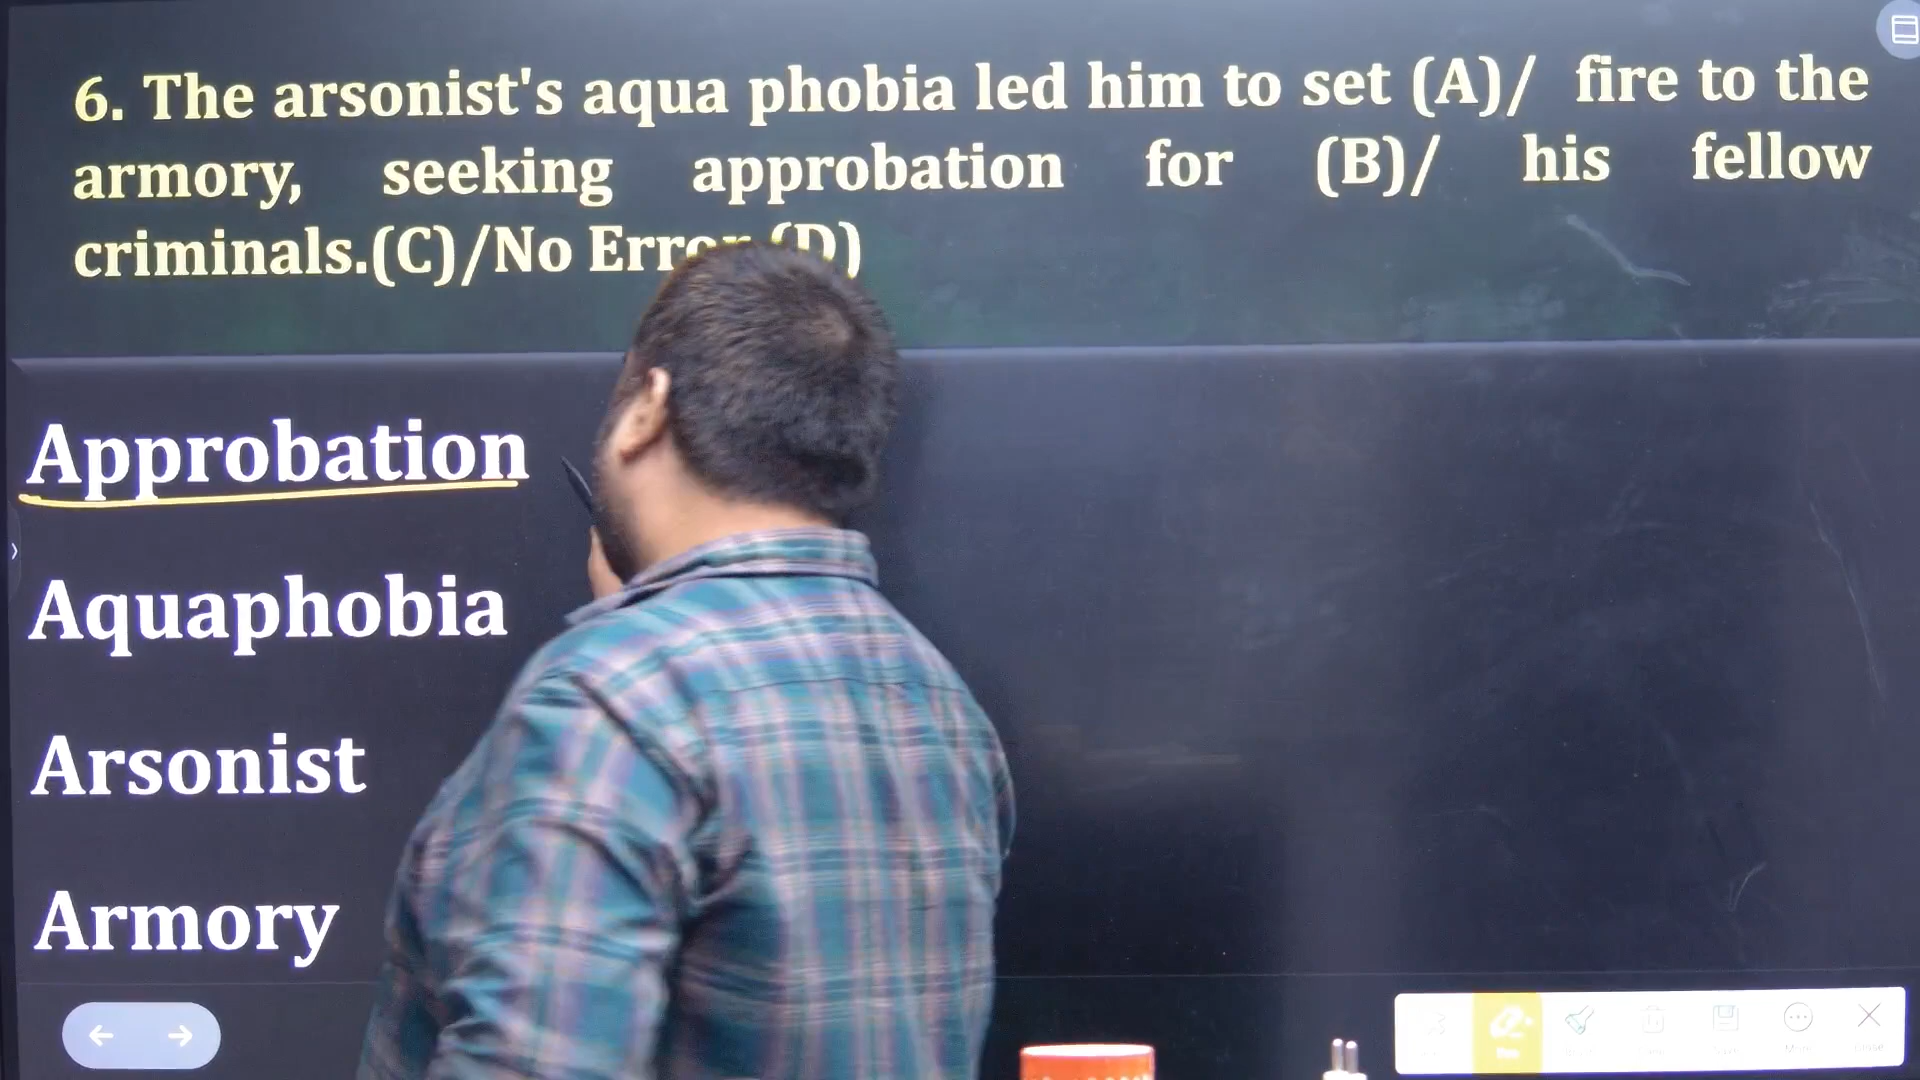 6. The arsonist's aqua phobia led him to set (A)/ fire to the
armory, seeking approbation for (B)/ his fellow
criminals.(C)/No Error (D)
Approbation
Aquaphobia
Arsonist
Armory